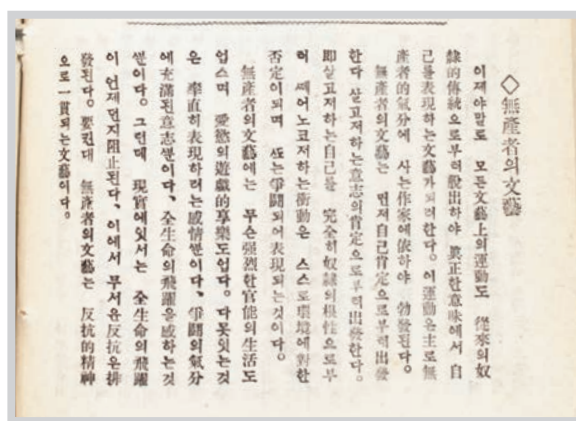 ◇無產者의文藝
이제야말로 모든文藝上의運動도 從來의奴
隸的傳統으로부터脫出하야 眞正한意味에서 自
己를表現하는文藝가되려한다。이運動은主로無
產者的氣分에 사는作家에依하야 勃發된다。
無產者의文藝는 먼저自己肯定으로부터出發
한다 살고저하는意志의肯定으로부터出發한다。
即살고저하는自己를 完全히奴隸의根性으로부
터 빼어노코저하는衝動은 스스로環境에對한
否定이되며 ᄯᅩ는爭鬪되어表現되는것이다。
無產者의文藝에는 무슨强烈한官能의生活도
업스며 愛慾의遊戱的享樂도업다。다못잇는것
은 率直히表現하려는感情뿐이다、爭鬪의氣分
에充滿된意志뿐이다、全生命의飛躍을感하는것
뿐이다。그런데 現實에잇서는 全生命의飛躍
이 언제던지阻止된다、이에서 무서운反抗은排
發된다。要컨대 無產者의文藝는 反抗的精神
으로一貫되는文藝이다。